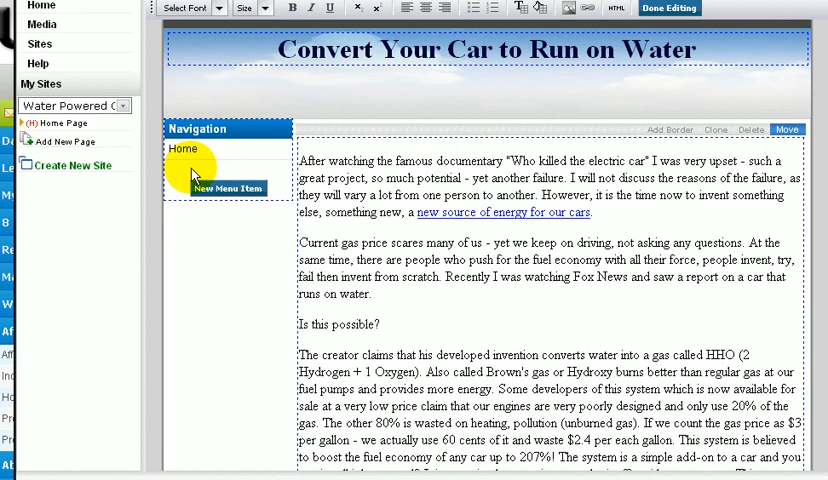 Home
Media
Sites
Help
My Sites
Water Powered C
(H) Home Page
Add New Page
Create New Site
Select Font
Size
B I U
HTML
Done Editing
Convert Your Car to Run on Water
Navigation
Home
New Menu Item
Add Border Clone Delete Move
After watching the famous documentary "Who killed the electric car" I was very upset - such a
great project, so much potential - yet another failure. I will not discuss the reasons of the failure, as
they will vary a lot from one person to another. However, it is the time now to invent something
else, something new, a new source of energy for our cars.
Current gas price scares many of us - yet we keep on driving, not asking any questions. At the
same time, there are people who push for the fuel economy with all their force, people invent, try,
fail then invent from scratch. Recently I was watching Fox News and saw a report on a car that
runs on water.
Is this possible?
The creator claims that his developed invention converts water into a gas called HHO (2
Hydrogen + 1 Oxygen). Also called Brown's gas or Hydroxy burns better than regular gas at our
fuel pumps and provides more energy. Some developers of this system which is now available for
sale at a very low price claim that our engines are very poorly designed and only use 20% of the
gas. The other 80% is wasted on heating, pollution (unburned gas). If we count the gas price as $3
per gallon - we actually use 60 cents of it and waste $2.4 per each gallon. This system is believed
to boost the fuel economy of any car up to 207%! The system is a simple add-on to a car and you